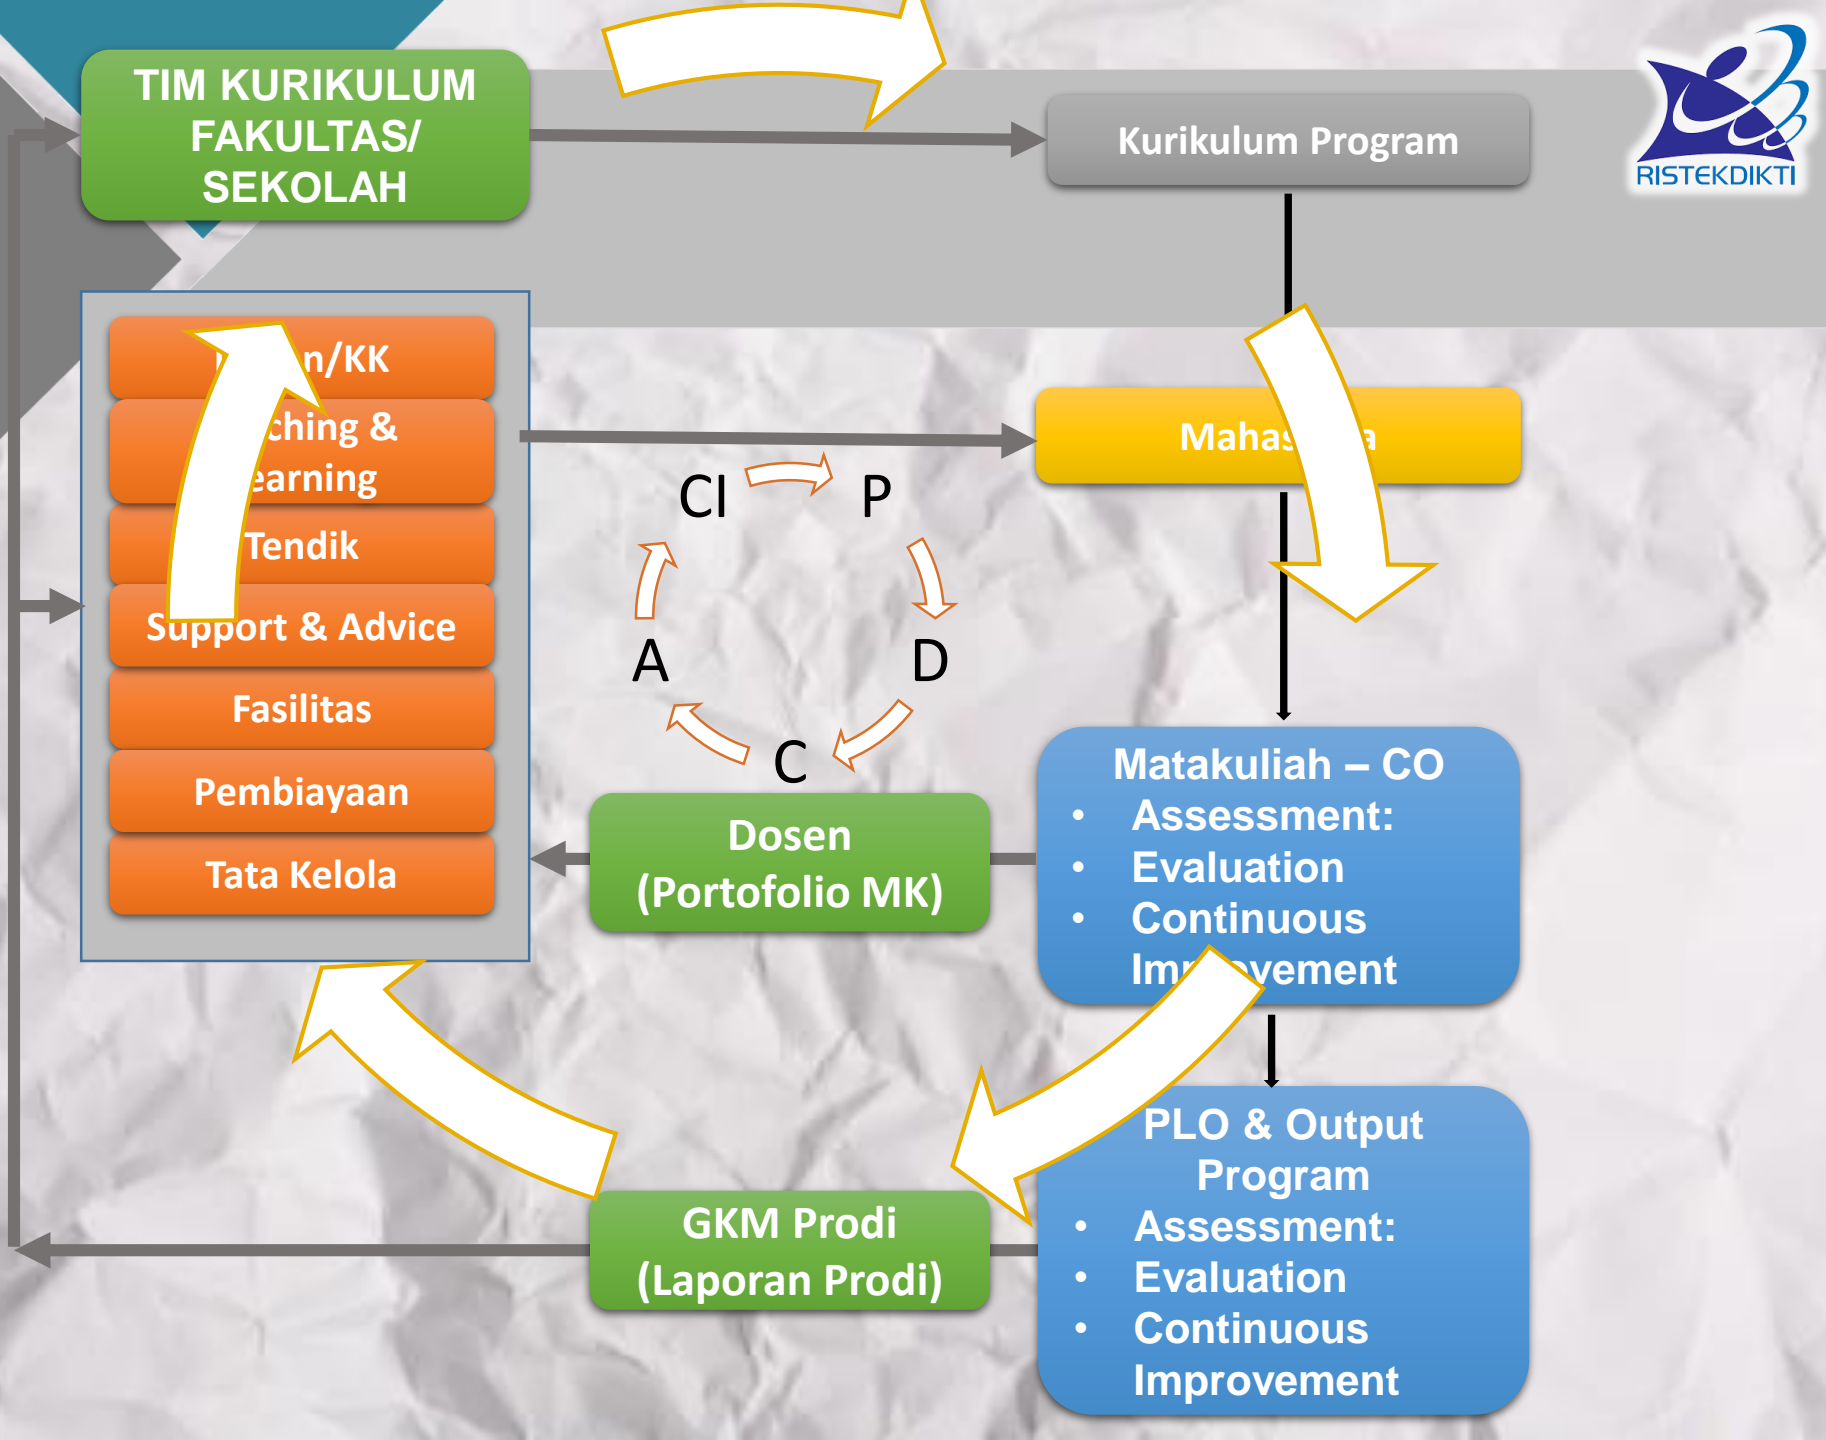 TIM KURIKULUM
FAKULTAS/
SEKOLAH
Kurikulum Program
RISTEKDIKTI
n/KK
ching &
earning
Tendik
Support & Advice
Fasilitas
Pembiayaan
Tata Kelola
CI
P
D
C
A
Matakuliah – CO
• Assessment:
• Evaluation
• Continuous
Improvement
Dosen
(Portofolio MK)
PLO & Output
Program
• Assessment:
• Evaluation
• Continuous
Improvement
GKM Prodi
(Laporan Prodi)